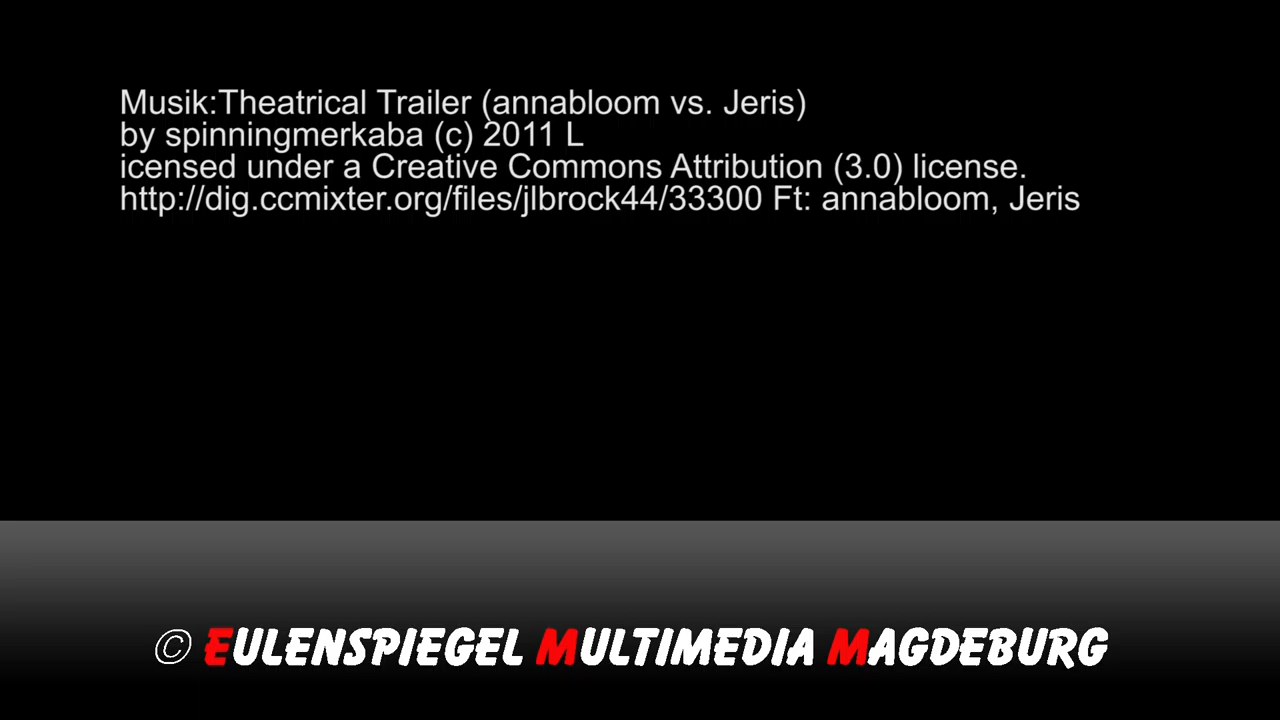 Musik:Theatrical Trailer (annabloom vs. Jeris)
by spinningmerkaba (c) 2011 L
icensed under a Creative Commons Attribution (3.0) license.
http://dig.ccmixter.org/files/jlbrock44/33300 Ft: annabloom, Jeris
© EULENSPIEGEL MULTIMEDIA MAGDEBURG